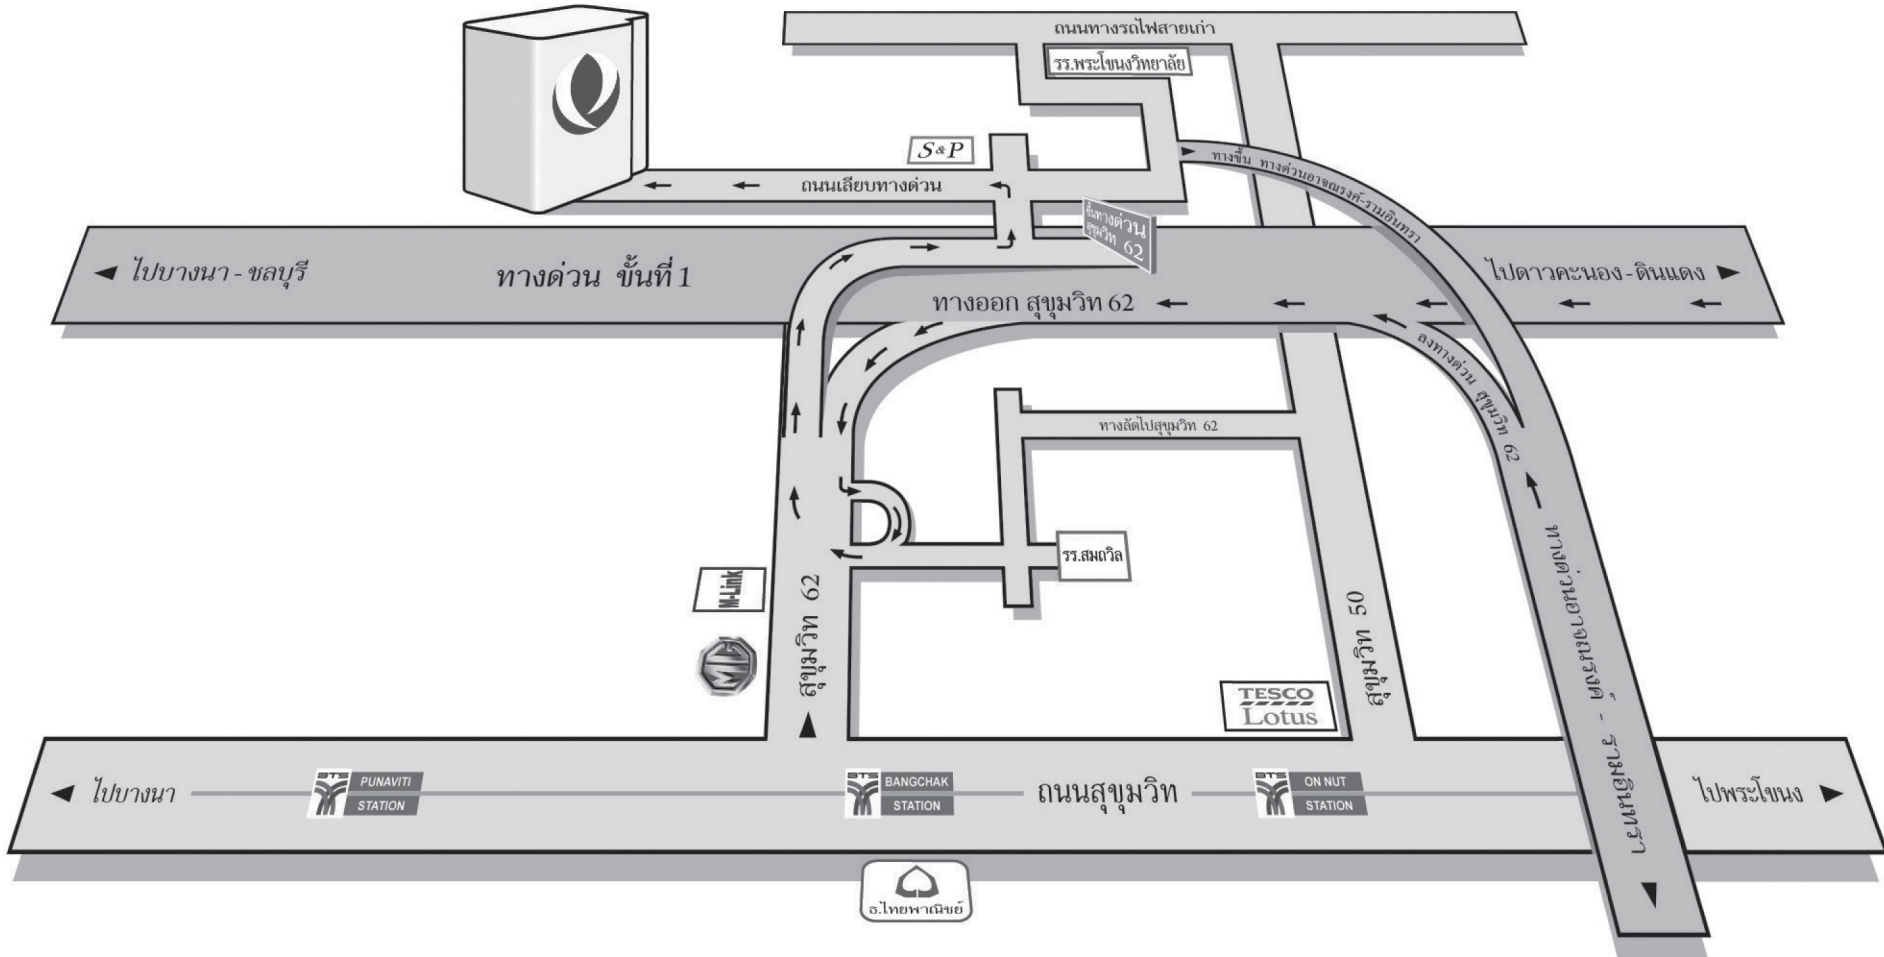 ถนนทางรถไฟสายเก่า
รร.พระโขนงวิทยาลัย
S&P
ทางขึ้น ทางด่วนอาจณรงค์-รามอินทรา
ถนนเลียบทางด่วน
ขึ้นทางด่วน
สุขุมวิท 62
ไปบางนา - ชลบุรี
ทางด่วน ขั้นที่ 1
ไปดาวคะนอง - ดินแดง
ทางออก สุขุมวิท 62
ลงทางด่วน สุขุมวิท 62
ทางลัดไปสุขุมวิท 62
รร.สมถวิล
M-Link
MG
สุขุมวิท 62
สุขุมวิท 50
ทางด่วนอาจณรงค์ - รามอินทรา
TESCO
Lotus
ไปบางนา
BTS
PUNAVITI
STATION
BTS
BANGCHAK
STATION
ถนนสุขุมวิท
BTS
ON NUT
STATION
ไปพระโขนง
ธ.ไทยพาณิชย์